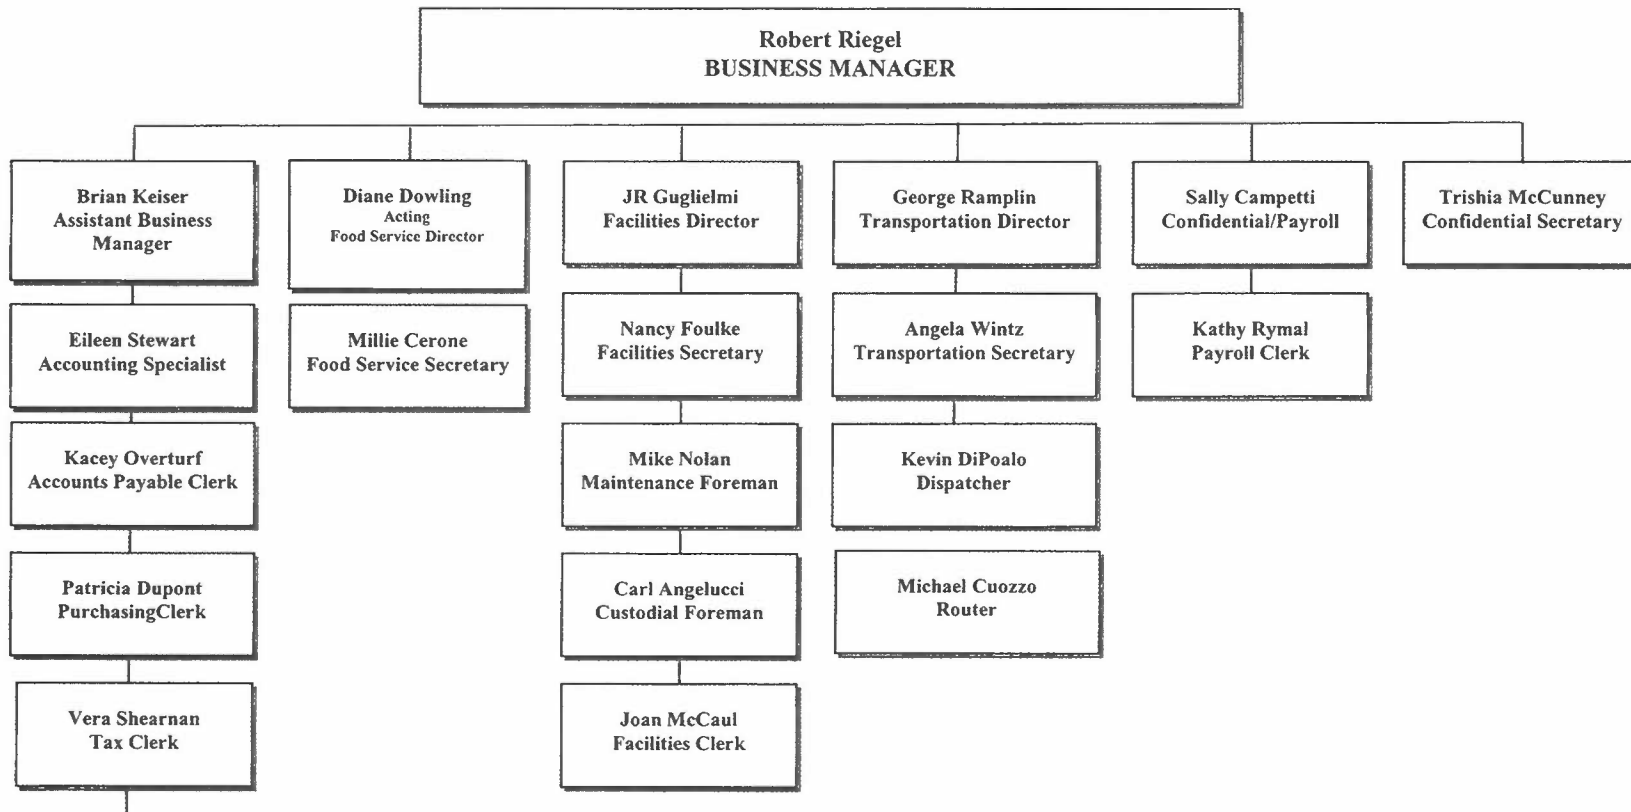 Robert Riegel
BUSINESS MANAGER
Brian Keiser
Assistant Business
Manager
Diane Dowling
Acting
Food Service Director
JR Guglielmi
Facilities Director
George Ramplin
Transportation Director
Sally Campetti
Confidential/Payroll
Trishia McCunney
Confidential Secretary
Eileen Stewart
Accounting Specialist
Millie Cerone
Food Service Secretary
Nancy Foulke
Facilities Secretary
Angela Wintz
Transportation Secretary
Kathy Rymal
Payroll Clerk
Kacey Overturf
Accounts Payable Clerk
Mike Nolan
Maintenance Foreman
Kevin DiPoalo
Dispatcher
Patricia Dupont
PurchasingClerk
Carl Angelucci
Custodial Foreman
Michael Cuozzo
Router
Vera Shearnan
Tax Clerk
Joan McCaul
Facilities Clerk